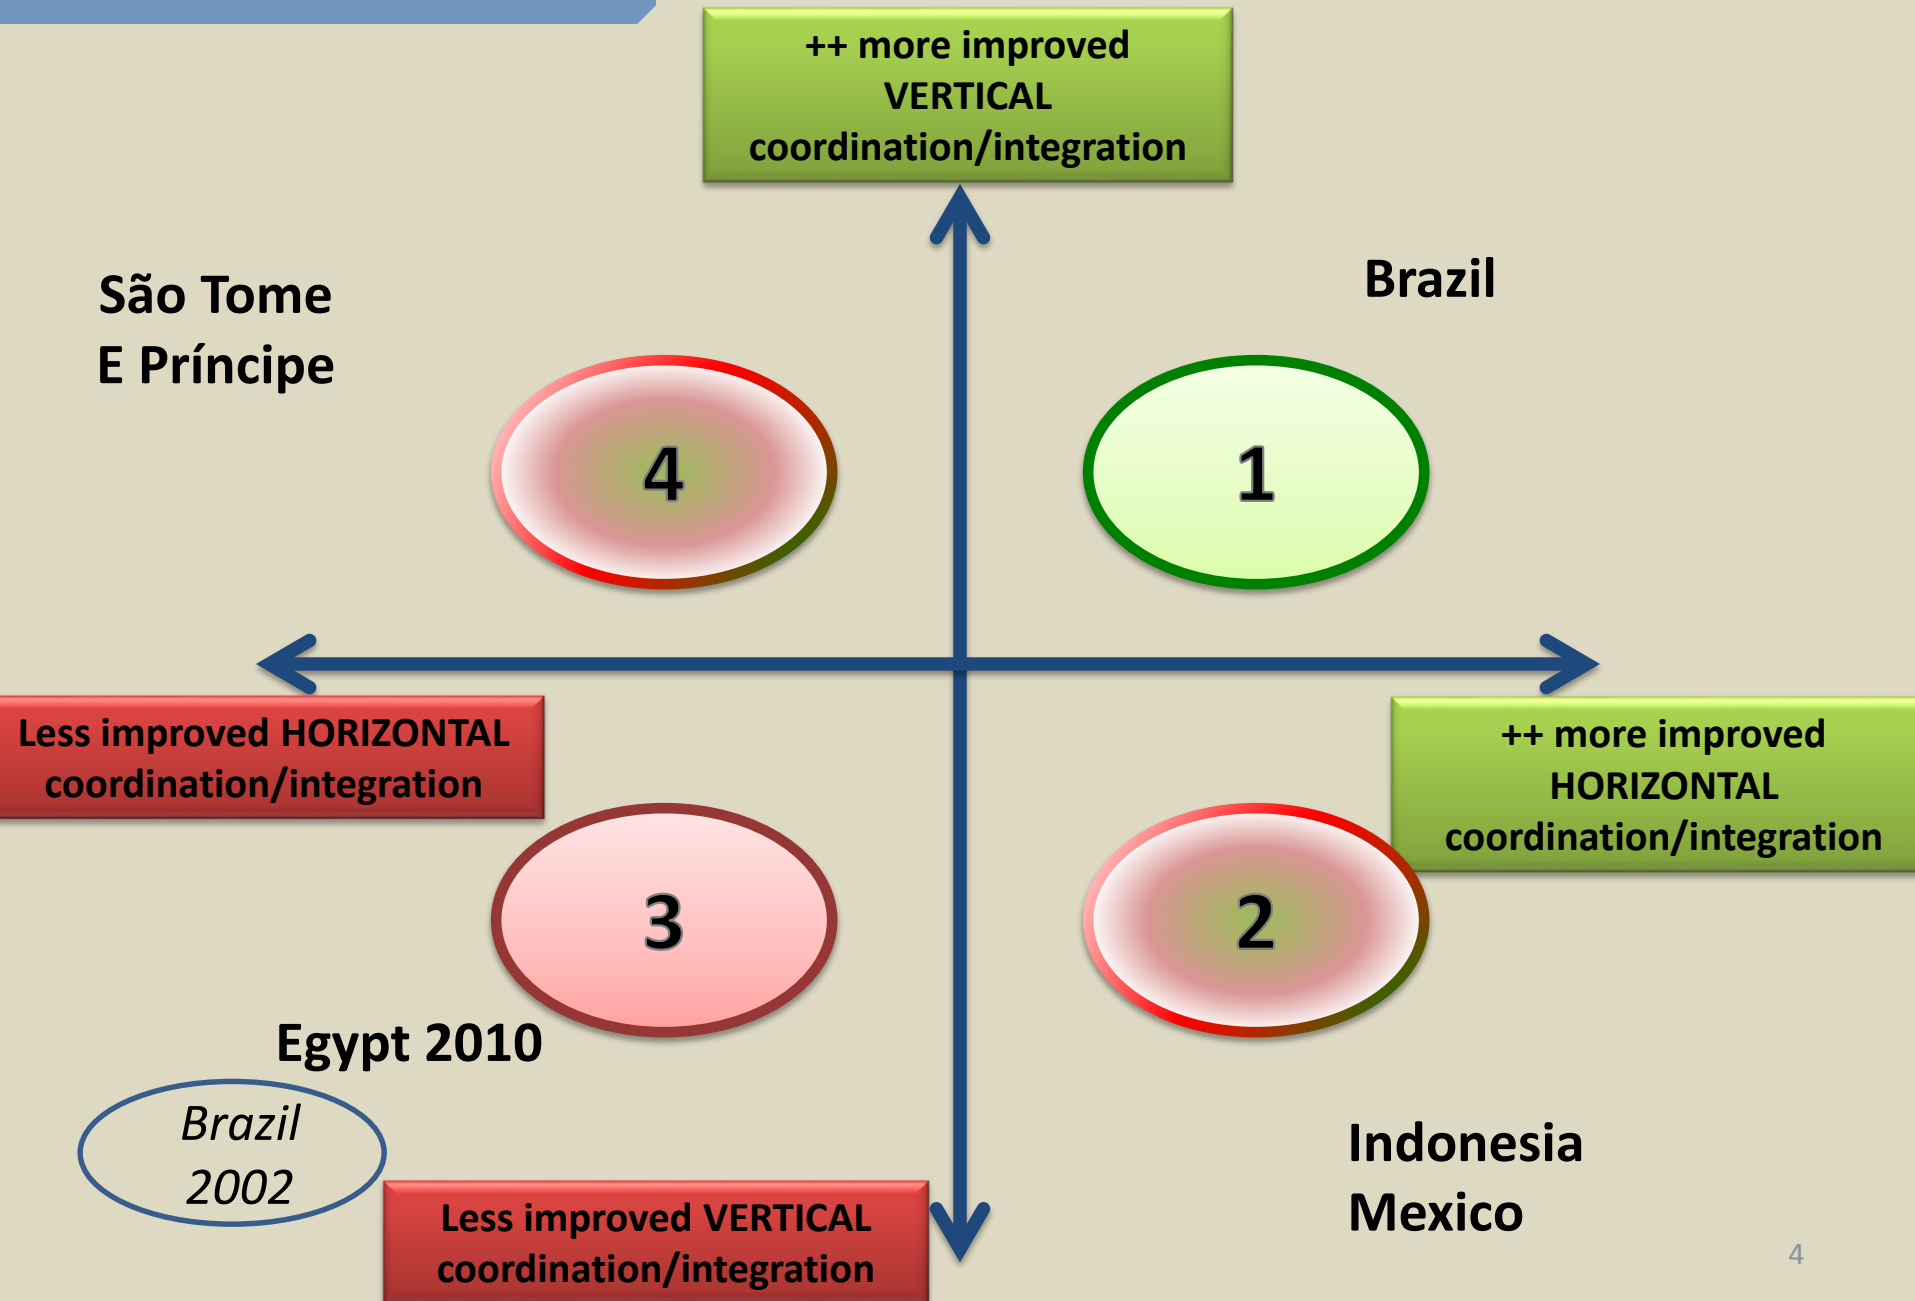 ++ more improved
VERTICAL
coordination/integration
São Tome
E Príncipe
Brazil
4
1
Less improved HORIZONTAL
coordination/integration
++ more improved
HORIZONTAL
coordination/integration
3
2
Egypt 2010
Brazil
2002
Indonesia
Mexico
Less improved VERTICAL
coordination/integration
4